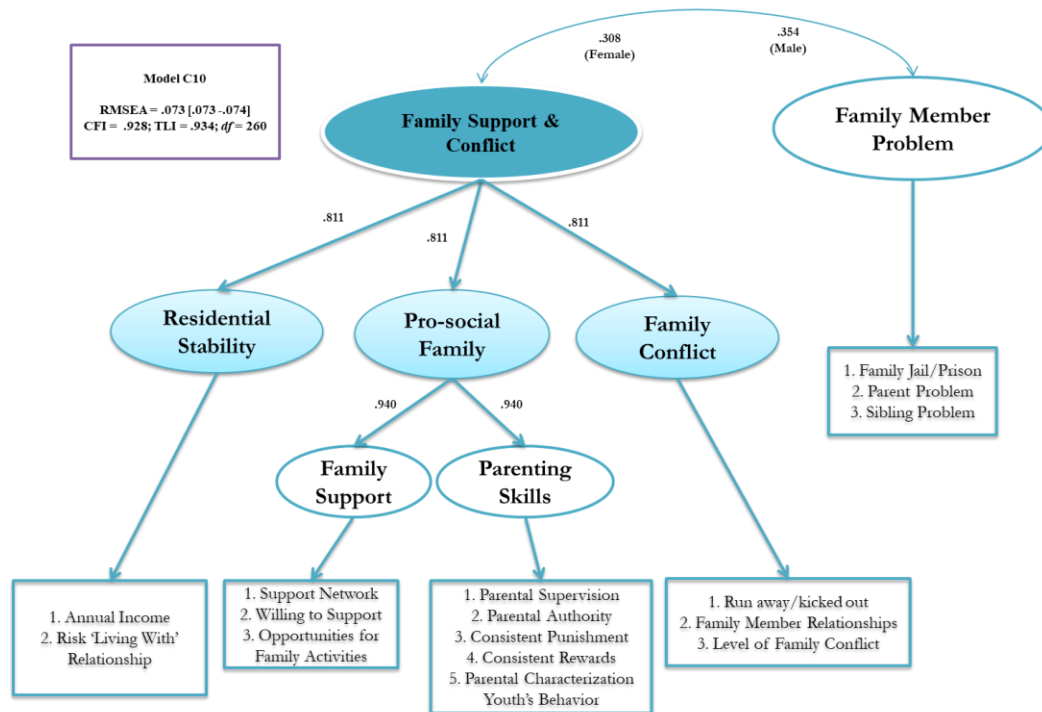 .308
(Female)
.354
(Male)
Model C10
RMSEA = .073 [.073 -.074]
CFI = .928; TLI = .934; df = 260
Family Support &
Conflict
Family Member
Problem
.811
.811
.811
Residential
Stability
Pro-social
Family
Family
Conflict
1. Family Jail/Prison
2. Parent Problem
3. Sibling Problem
.940
.940
Family
Support
Parenting
Skills
1. Annual Income
2. Risk ‘Living With’
Relationship
1. Support Network
2. Willing to Support
3. Opportunities for
Family Activities
1. Parental Supervision
2. Parental Authority
3. Consistent Punishment
4. Consistent Rewards
5. Parental Characterization
Youth’s Behavior
1. Run away/kicked out
2. Family Member Relationships
3. Level of Family Conflict